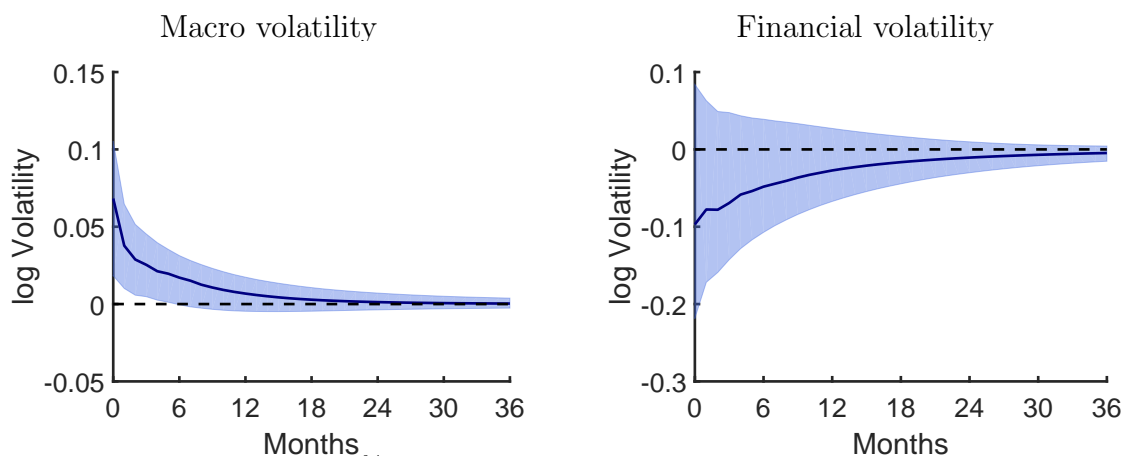 Macro volatility
0.15
0.1
0.05
0
-0.05
log Volatility
0 6 12 18 24 30 36
Months
Financial volatility
0.1
0
-0.1
-0.2
-0.3
log Volatility
0 6 12 18 24 30 36
Months